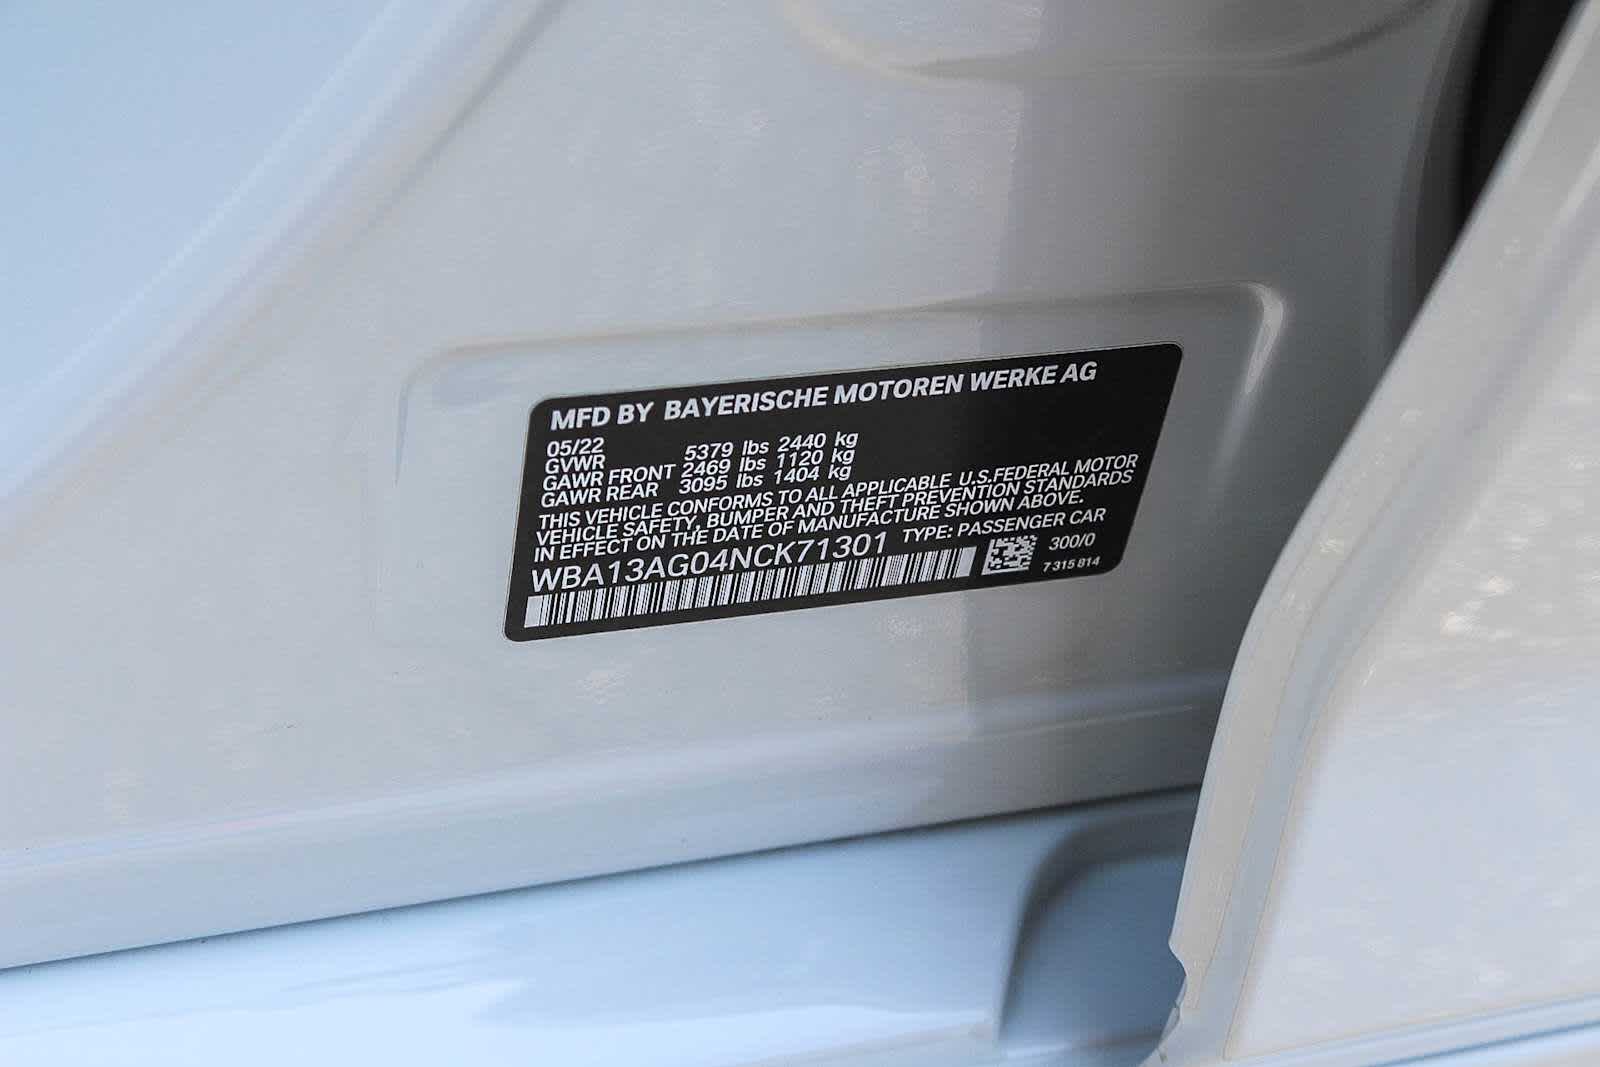 MFD BY BAYERISCHE MOTOREN WERKE AG
05/22
GVWR 5379 lbs 2440 kg
GAWR FRONT 2469 lbs 1120 kg
GAWR REAR 3095 lbs 1404 kg
THIS VEHICLE CONFORMS TO ALL APPLICABLE U.S.FEDERAL MOTOR
VEHICLE SAFETY, BUMPER AND THEFT PREVENTION STANDARDS
IN EFFECT ON THE DATE OF MANUFACTURE SHOWN ABOVE.
WBA13AG04NCK71301 TYPE: PASSENGER CAR
300/0
7 315 814